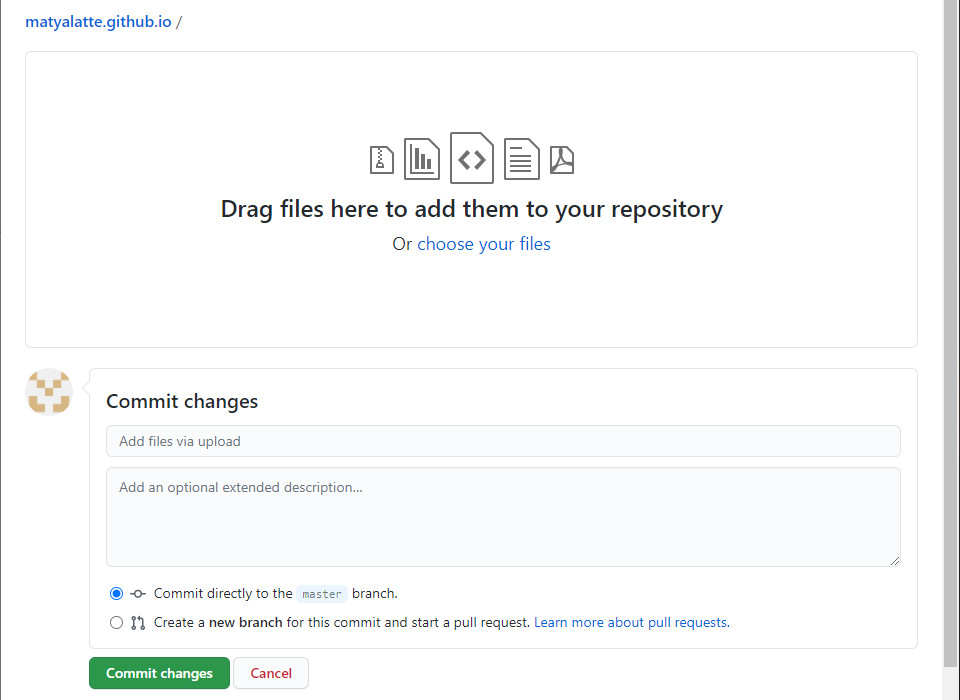 matyalatte.github.io /
Drag files here to add them to your repository
Or choose your files
Commit changes
Add files via upload
Add an optional extended description...
Commit directly to the master branch.
Create a new branch for this commit and start a pull request. Learn more about pull requests.
Commit changes
Cancel